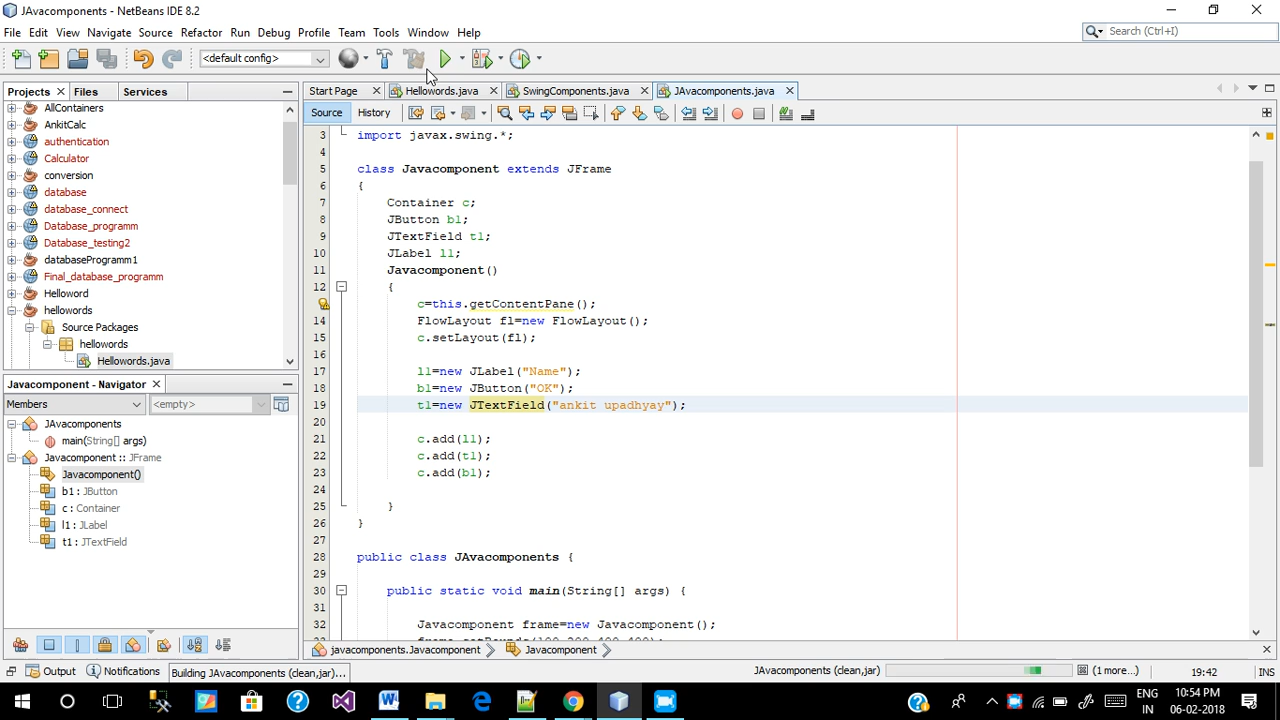 JAvacomponents - NetBeans IDE 8.2
File Edit View Navigate Source Refactor Run Debug Profile Team Tools Window Help
Search (Ctrl+I)
<default config>
Projects Files Services
AllContainers
AnkitCalc
authentication
Calculator
conversion
database
database_connect
Database_programm
Database_testing2
databaseProgramm1
Final_database_programm
Helloword
hellowords
Source Packages
hellowords
Hellowords.java
Javacomponent - Navigator
Members <empty>
JAvacomponents
main(String[] args)
Javacomponent :: JFrame
Javacomponent()
b1 : JButton
c : Container
l1 : JLabel
t1 : JTextField
Start Page Hellowords.java SwingComponents.java JAvacomponents.java
Source History
3 import javax.swing.*;
4
5 class Javacomponent extends JFrame
6 {
7 Container c;
8 JButton b1;
9 JTextField t1;
10 JLabel l1;
11 Javacomponent()
12 {
c=this.getContentPane();
14 FlowLayout fl=new FlowLayout();
15 c.setLayout(fl);
16
17 l1=new JLabel("Name");
18 b1=new JButton("OK");
19 t1=new JTextField("ankit upadhyay");
20
21 c.add(l1);
22 c.add(t1);
23 c.add(b1);
24
25 }
26 }
27
28 public class JAvacomponents {
29
30 public static void main(String[] args) {
31
32 Javacomponent frame=new Javacomponent();
javacomponents.Javacomponent Javacomponent
Output Notifications Building JAvacomponents (clean,jar)... JAvacomponents (clean,jar) (1 more...) 19:42 INS
ENG 10:54 PM
IN 06-02-2018